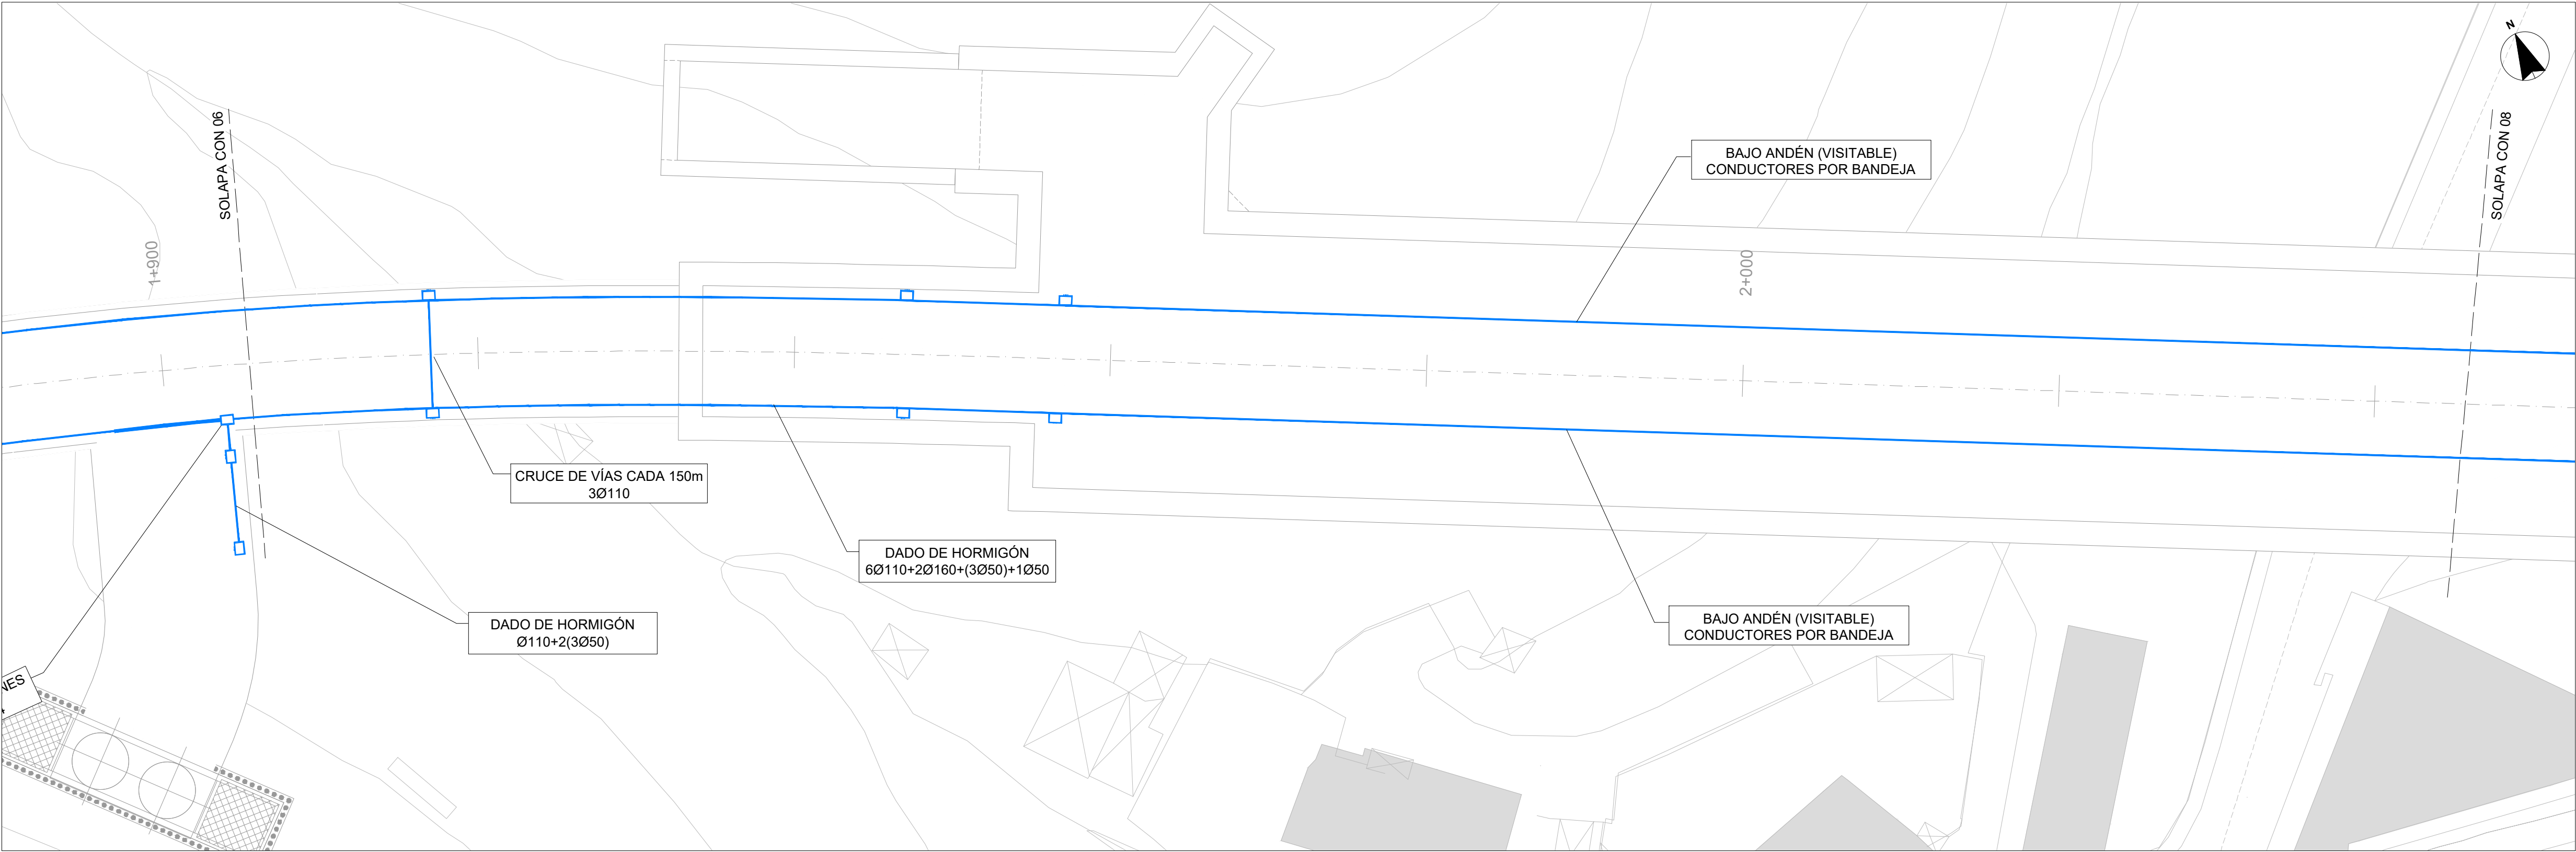 N
SOLAPA CON 06
SOLAPA CON 08
BAJO ANDÉN (VISITABLE)
CONDUCTORES POR BANDEJA
1+900
2+000
CRUCE DE VÍAS CADA 150m
3Ø110
DADO DE HORMIGÓN
6Ø110+2Ø160+(3Ø50)+1Ø50
DADO DE HORMIGÓN
Ø110+2(3Ø50)
BAJO ANDÉN (VISITABLE)
CONDUCTORES POR BANDEJA
NES